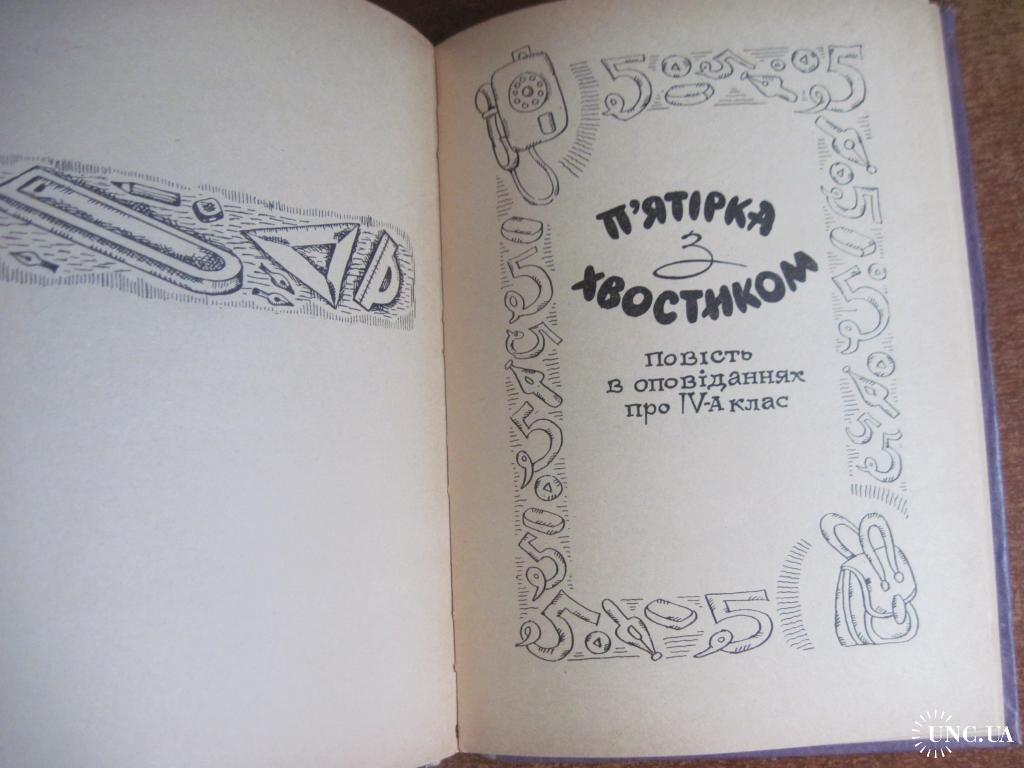 П'ЯТІРКА
З
ХВОСТИКОМ
Повість
в оповіданнях
про IV-А клас
UNC.UA